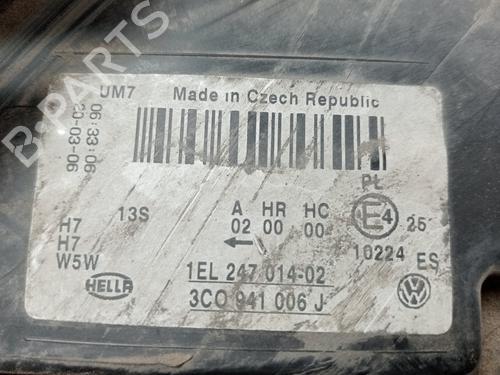 B-PARTS
UM7 Made in Czech Republic
06:33:06
20-03-06
PL
13S A HR HC E4 25
H7 02 00 00
H7 10224 ES
W5W 1EL 247 014-02
HELLA 3C0 941 006 J